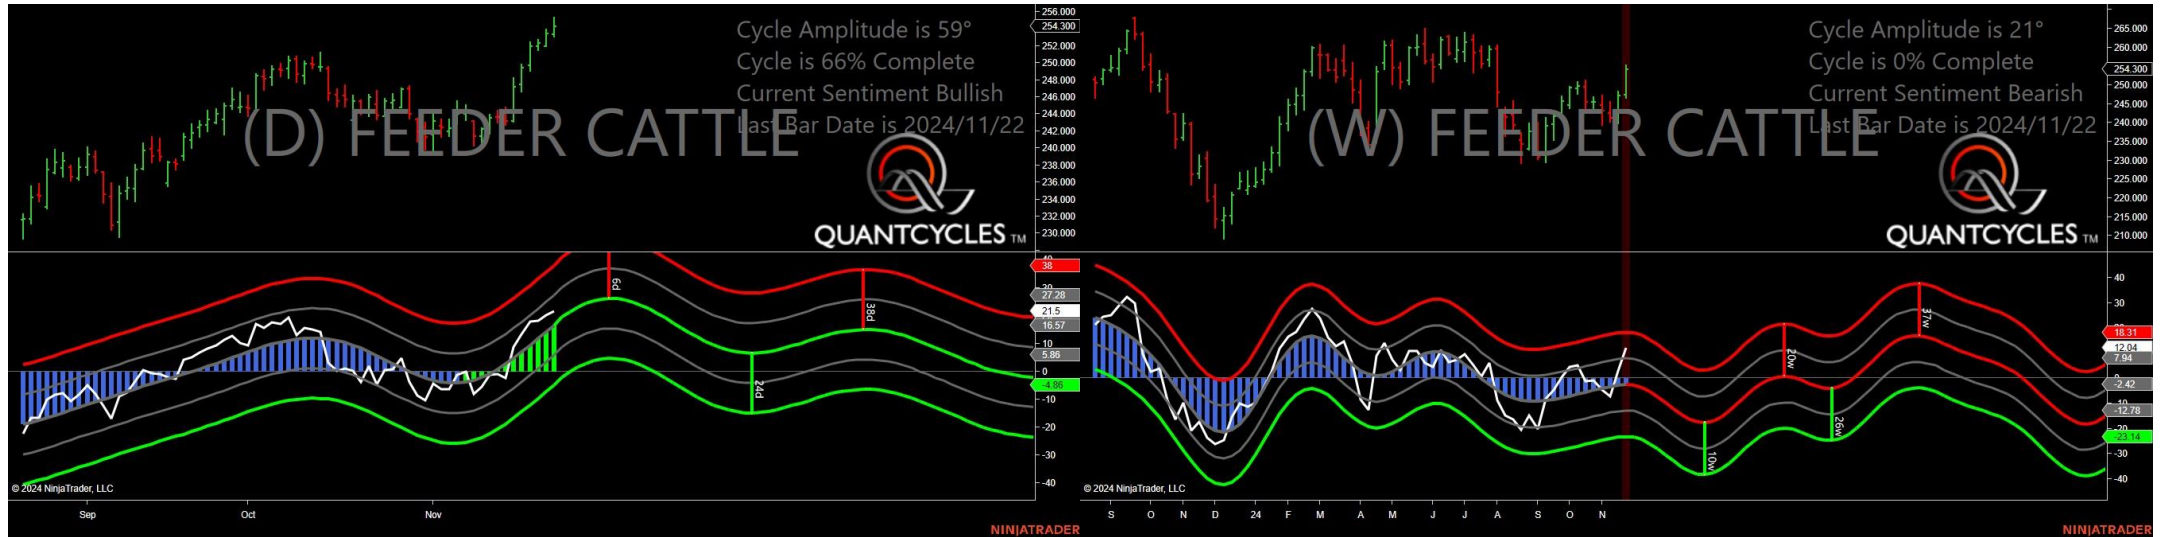 Cycle Amplitude is 59°
Cycle is 66% Complete
Current Sentiment Bullish
Last Bar Date is 2024/11/22
(D) FEEDER CATTLE
QUANTCYCLES TM
256.000
254.300
252.000
250.000
248.000
246.000
244.000
242.000
240.000
238.000
236.000
234.000
232.000
230.000
38
27.28
21.5
16.57
10
5.86
0
-4.86
-10
-20
-30
-40
6d
24d
38d
© 2024 NinjaTrader, LLC
Sep Oct Nov
NINJATRADER
Cycle Amplitude is 21°
Cycle is 0% Complete
Current Sentiment Bearish
Last Bar Date is 2024/11/22
(W) FEEDER CATTLE
QUANTCYCLES TM
265.000
260.000
254.300
250.000
245.000
240.000
235.000
230.000
225.000
220.000
215.000
210.000
40
30
18.31
12.04
7.94
-2.42
-12.78
-23.14
-30
-40
10w
20w
26w
37w
© 2024 NinjaTrader, LLC
S O N D 24 F M A M J J A S O N
NINJATRADER